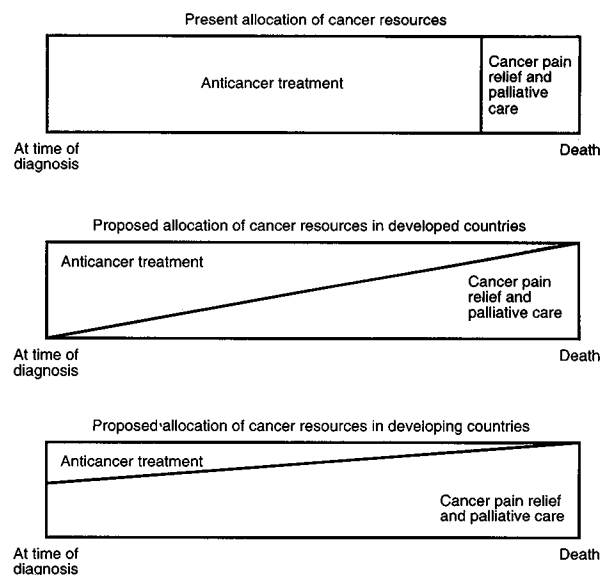 Present allocation of cancer resources
Anticancer treatment
Cancer pain
relief and
palliative
care
At time of
diagnosis
Death
Proposed allocation of cancer resources in developed countries
Anticancer treatment
Cancer pain
relief and
palliative care
At time of
diagnosis
Death
Proposed allocation of cancer resources in developing countries
Anticancer treatment
Cancer pain relief
and palliative care
At time of
diagnosis
Death